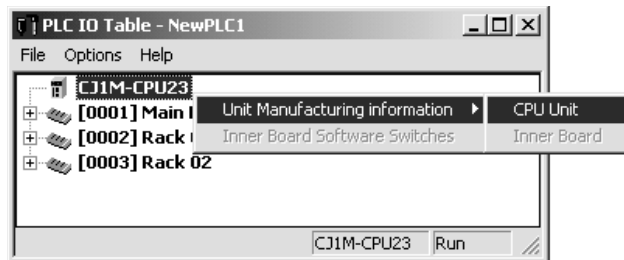 PLC IO Table - NewPLC1
File Options Help
CJ1M-CPU23
[0001] Main
Unit Manufacturing information CPU Unit
[0002] Rack
Inner Board Software Switches Inner Board
[0003] Rack 02
CJ1M-CPU23 Run